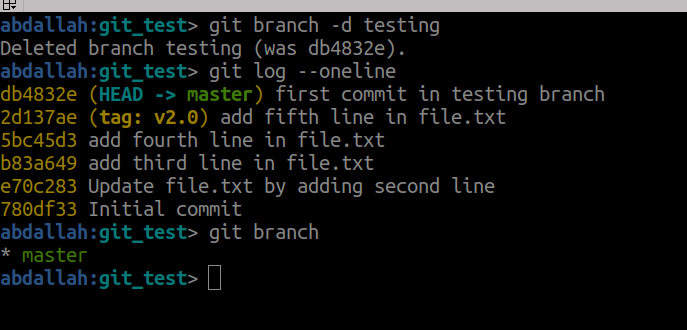 abdallah:git_test> git branch -d testing
Deleted branch testing (was db4832e).
abdallah:git_test> git log --oneline
db4832e (HEAD -> master) first commit in testing branch
2d137ae (tag: v2.0) add fifth line in file.txt
5bc45d3 add fourth line in file.txt
b83a649 add third line in file.txt
e70c283 Update file.txt by adding second line
780df33 Initial commit
abdallah:git_test> git branch
* master
abdallah:git_test>